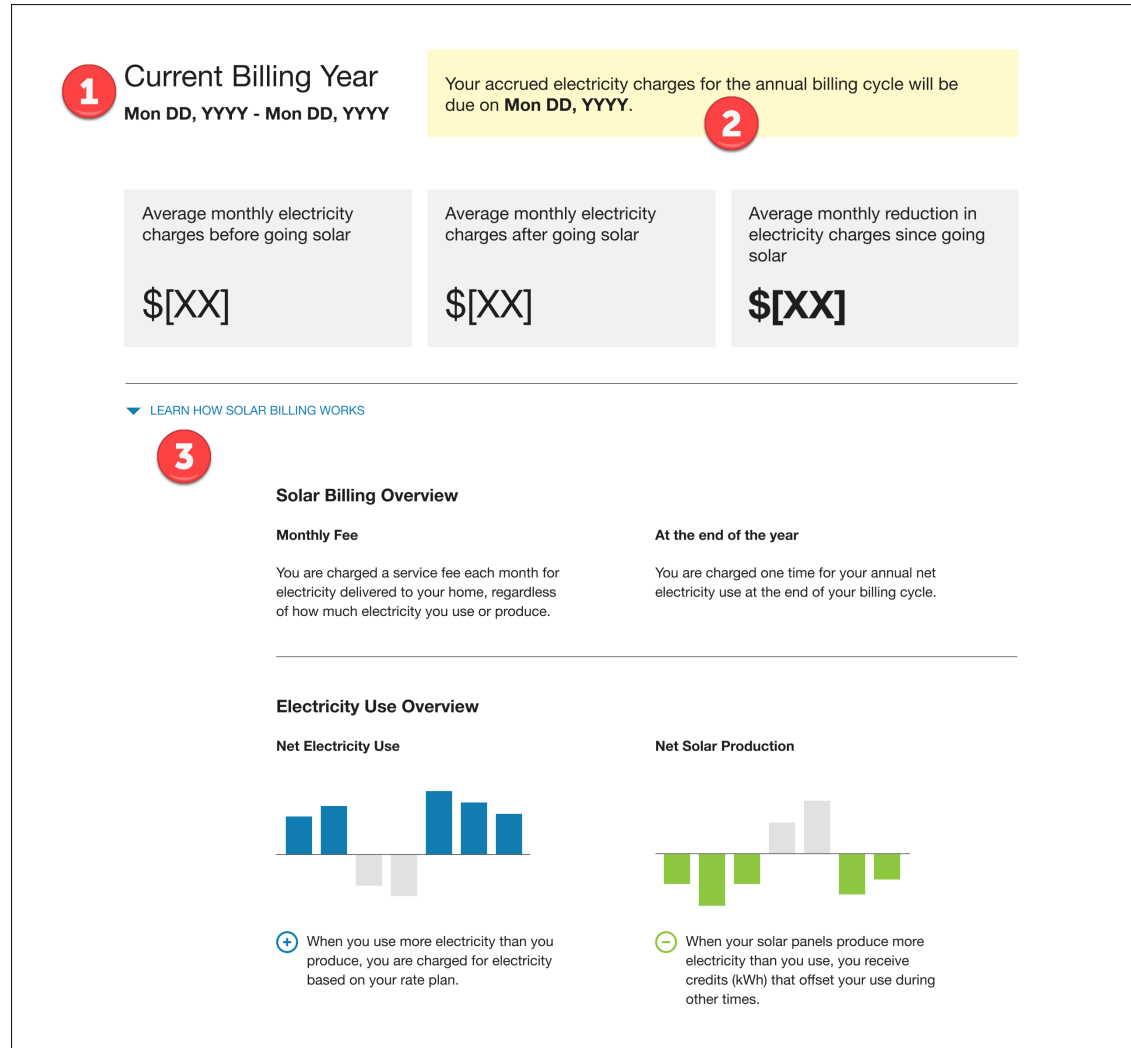 1
Current Billing Year
Mon DD, YYYY - Mon DD, YYYY
Your accrued electricity charges for the annual billing cycle will be
due on Mon DD, YYYY.
2
Average monthly electricity
charges before going solar
$[XX]
Average monthly electricity
charges after going solar
$[XX]
Average monthly reduction in
electricity charges since going
solar
$[XX]
LEARN HOW SOLAR BILLING WORKS
3
Solar Billing Overview
Monthly Fee
You are charged a service fee each month for
electricity delivered to your home, regardless
of how much electricity you use or produce.
At the end of the year
You are charged one time for your annual net
electricity use at the end of your billing cycle.
Electricity Use Overview
Net Electricity Use
+
When you use more electricity than you
produce, you are charged for electricity
based on your rate plan.
Net Solar Production
−
When your solar panels produce more
electricity than you use, you receive
credits (kWh) that offset your use during
other times.